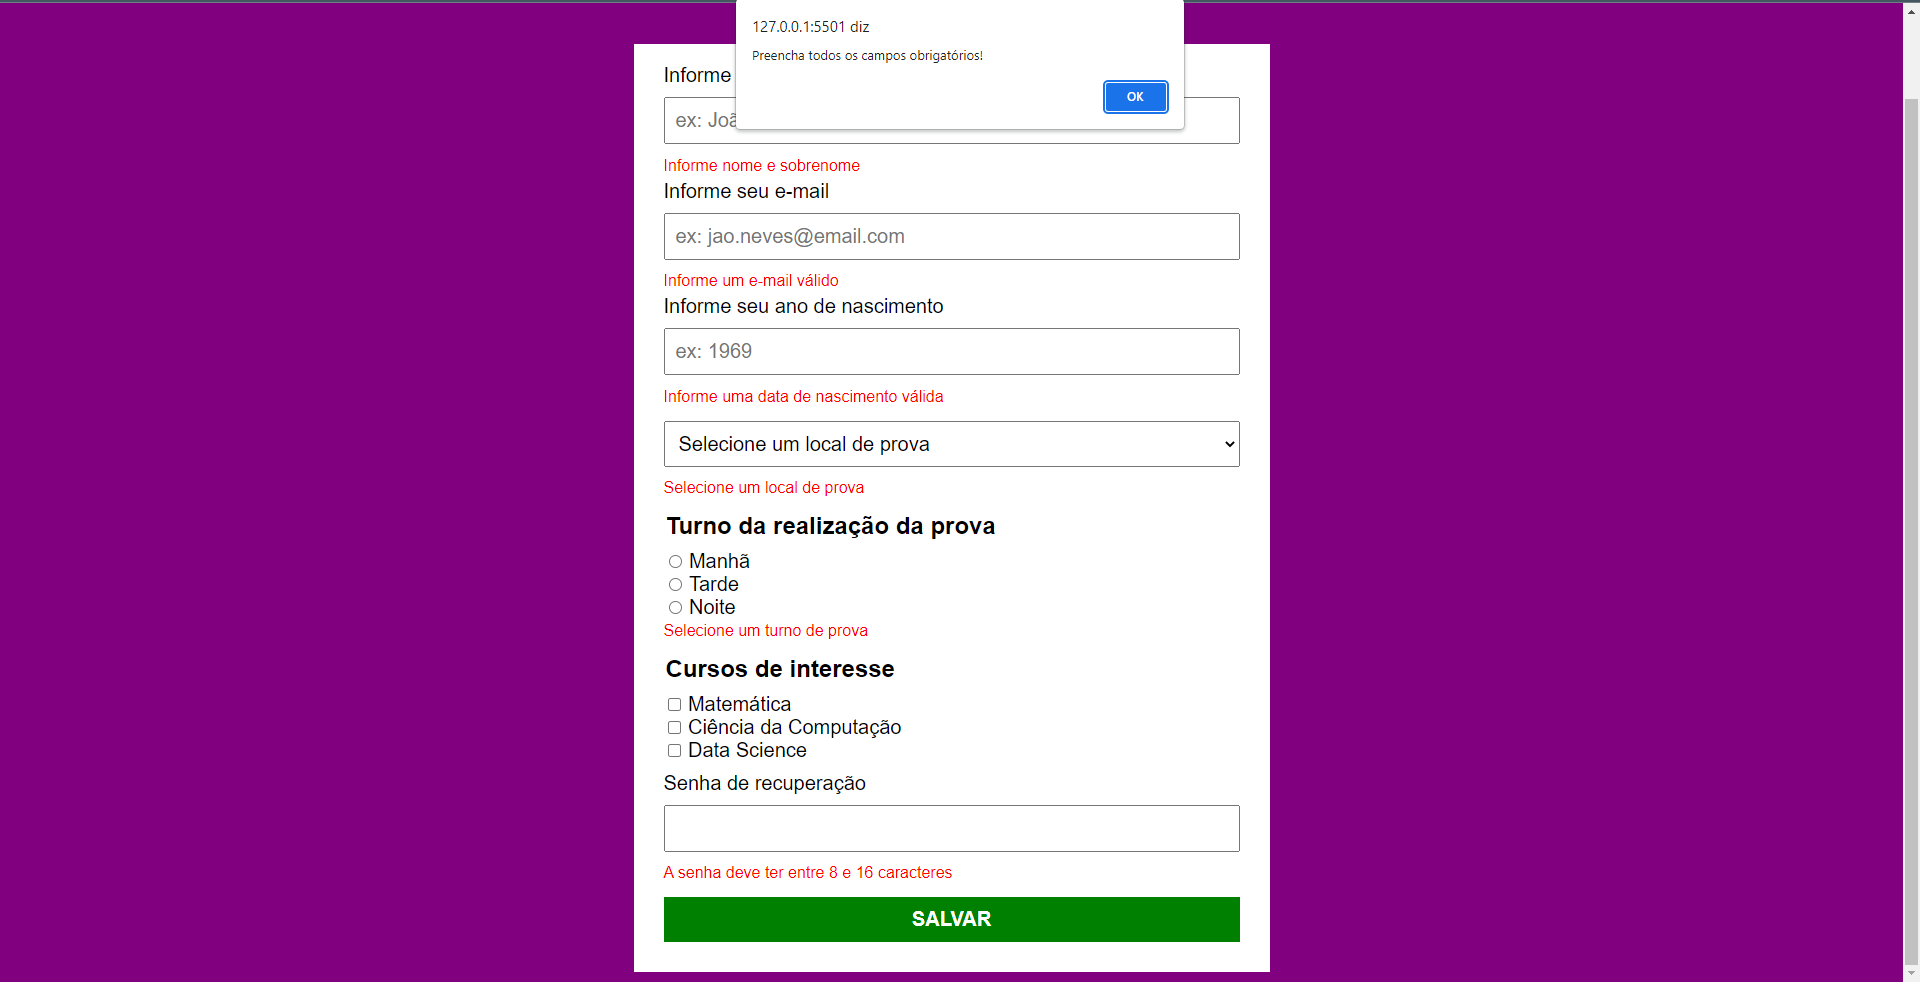 127.0.0.1:5501 diz
Preencha todos os campos obrigatórios!
OK
Informe
ex: Joã
Informe nome e sobrenome
Informe seu e-mail
ex: jao.neves@email.com
Informe um e-mail válido
Informe seu ano de nascimento
ex: 1969
Informe uma data de nascimento válida
Selecione um local de prova
Selecione um local de prova
Turno da realização da prova
Manhã
Tarde
Noite
Selecione um turno de prova
Cursos de interesse
Matemática
Ciência da Computação
Data Science
Senha de recuperação
A senha deve ter entre 8 e 16 caracteres
SALVAR